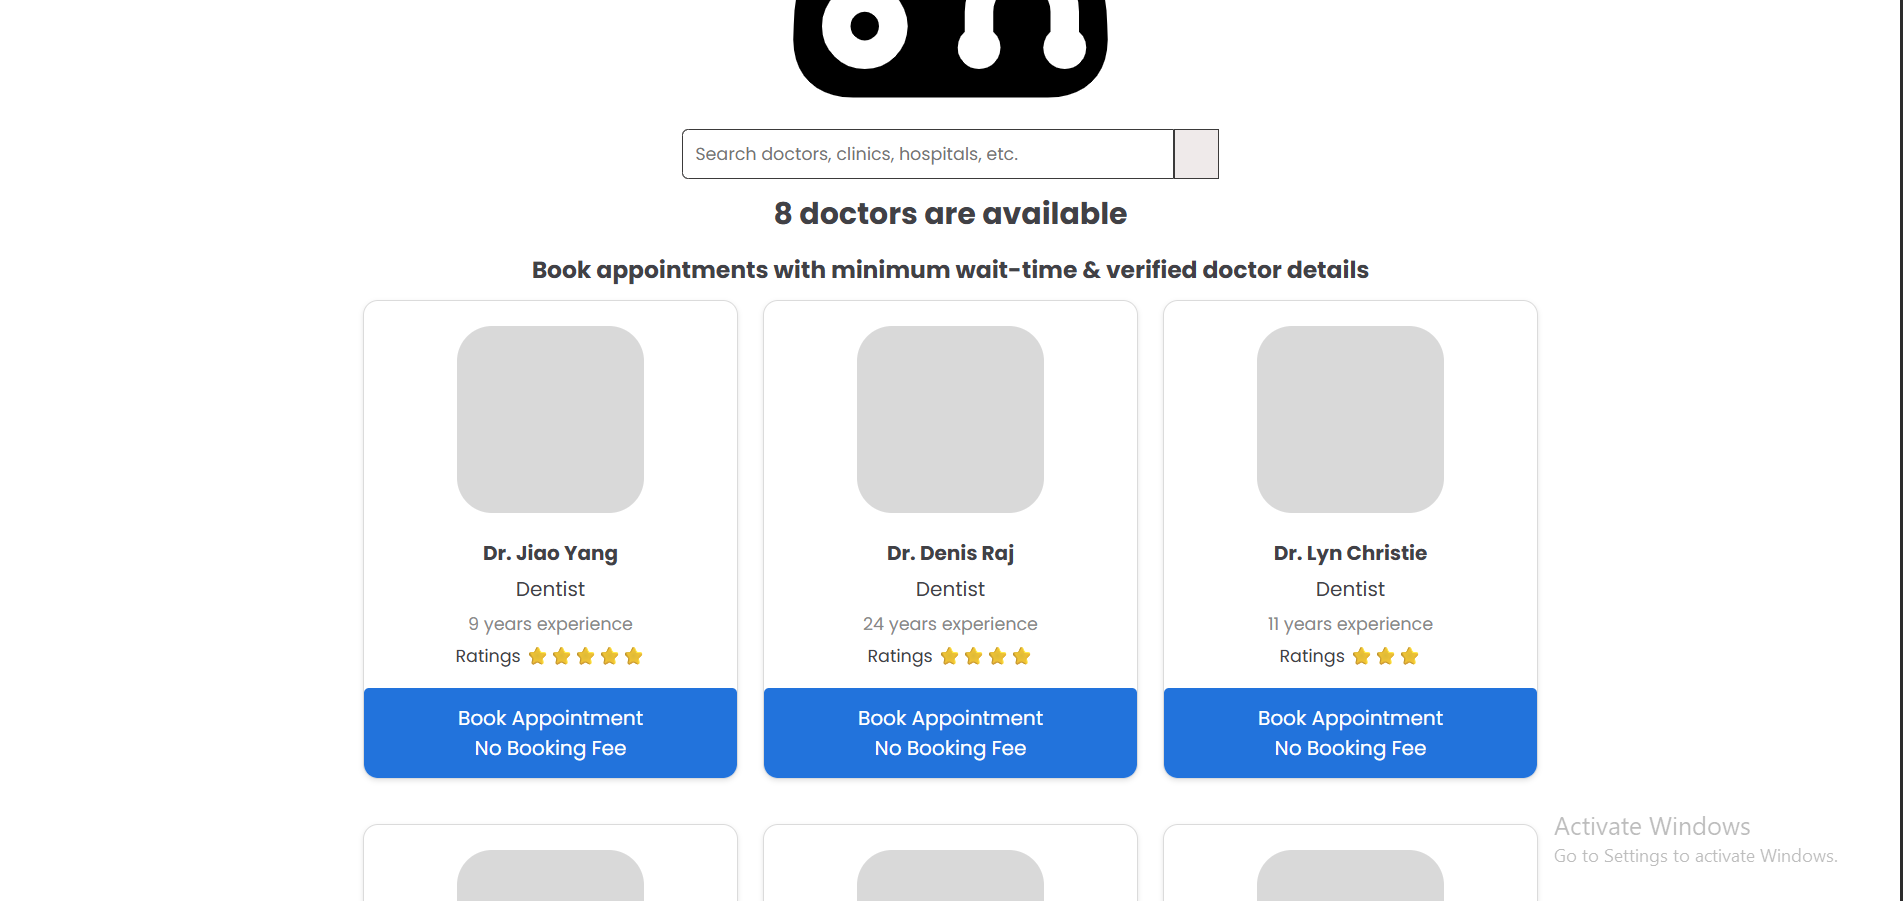 Search doctors, clinics, hospitals, etc.
8 doctors are available
Book appointments with minimum wait-time & verified doctor details
Dr. Jiao Yang
Dentist
9 years experience
Ratings ⭐⭐⭐⭐⭐
Book Appointment
No Booking Fee
Dr. Denis Raj
Dentist
24 years experience
Ratings ⭐⭐⭐⭐
Book Appointment
No Booking Fee
Dr. Lyn Christie
Dentist
11 years experience
Ratings ⭐⭐⭐
Book Appointment
No Booking Fee
Activate Windows
Go to Settings to activate Windows.